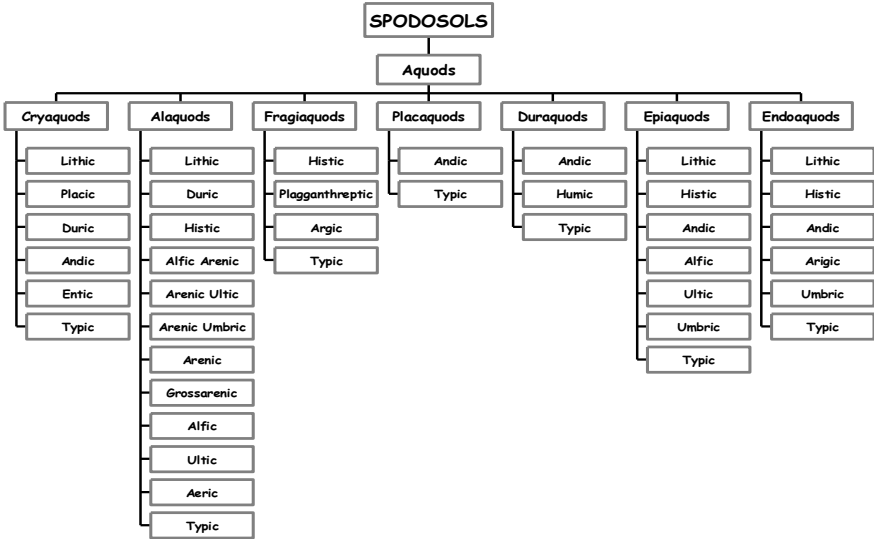 SPODOSOLS
Aquods
Cryaquods
Alaquods
Fragiaquods
Placaquods
Duraquods
Epiaquods
Endoaquods
Lithic
Placic
Duric
Andic
Entic
Typic
Lithic
Duric
Histic
Alfic Arenic
Arenic Ultic
Arenic Umbric
Arenic
Grossarenic
Alfic
Ultic
Aeric
Typic
Histic
Plagganthreptic
Argic
Typic
Andic
Typic
Andic
Humic
Typic
Lithic
Histic
Andic
Alfic
Ultic
Umbric
Typic
Lithic
Histic
Andic
Arigic
Umbric
Typic